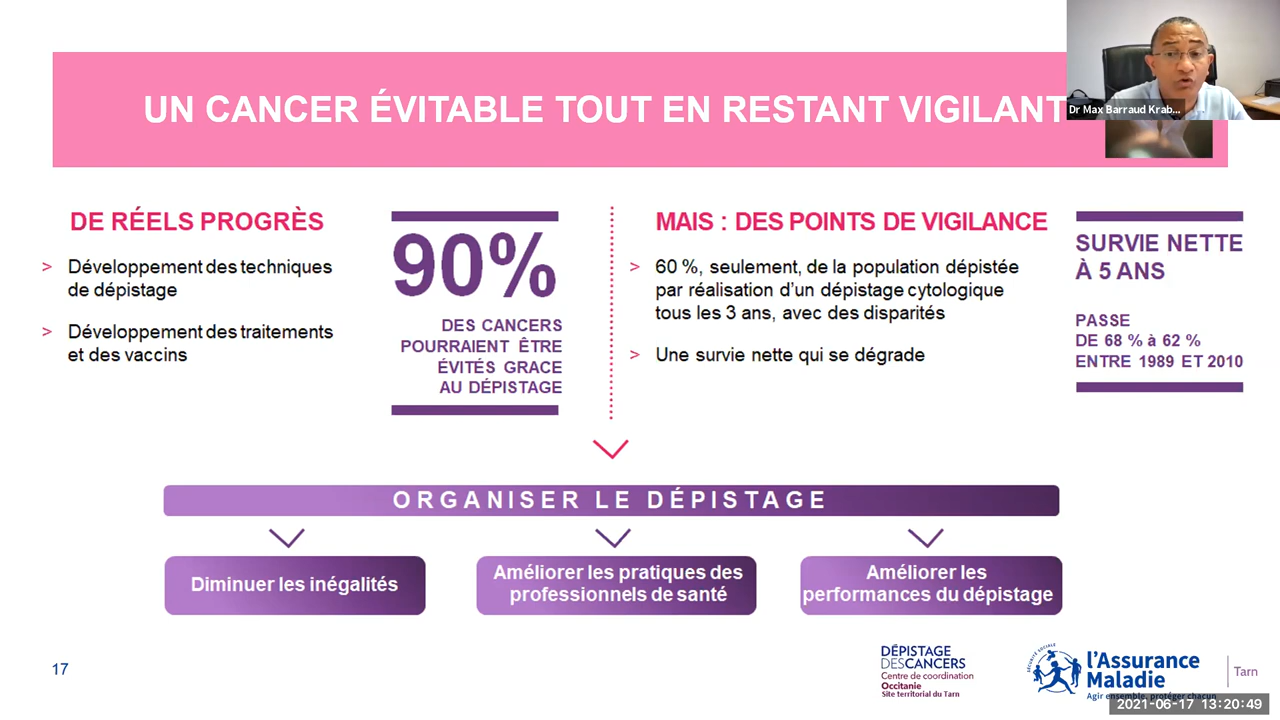 UN CANCER ÉVITABLE TOUT EN RESTANT VIGILANT
Dr Max Barraud Krab...
DE RÉELS PROGRÈS
> Développement des techniques
de dépistage
> Développement des traitements
et des vaccins
90%
DES CANCERS
POURRAIENT ÊTRE
ÉVITÉS GRACE
AU DÉPISTAGE
MAIS : DES POINTS DE VIGILANCE
> 60 %, seulement, de la population dépistée
par réalisation d'un dépistage cytologique
tous les 3 ans, avec des disparités
> Une survie nette qui se dégrade
SURVIE NETTE
À 5 ANS
PASSE
DE 68 % à 62 %
ENTRE 1989 ET 2010
ORGANISER LE DÉPISTAGE
Diminuer les inégalités
Améliorer les pratiques des
professionnels de santé
Améliorer les
performances du dépistage
17
DÉPISTAGE
DES CANCERS
Centre de coordination
Occitanie
Site territorial du Tarn
SÉCURITÉ SOCIALE
l'Assurance
Maladie
Agir ensemble, protéger chacun
Tarn
2021-06-17 13:20:49